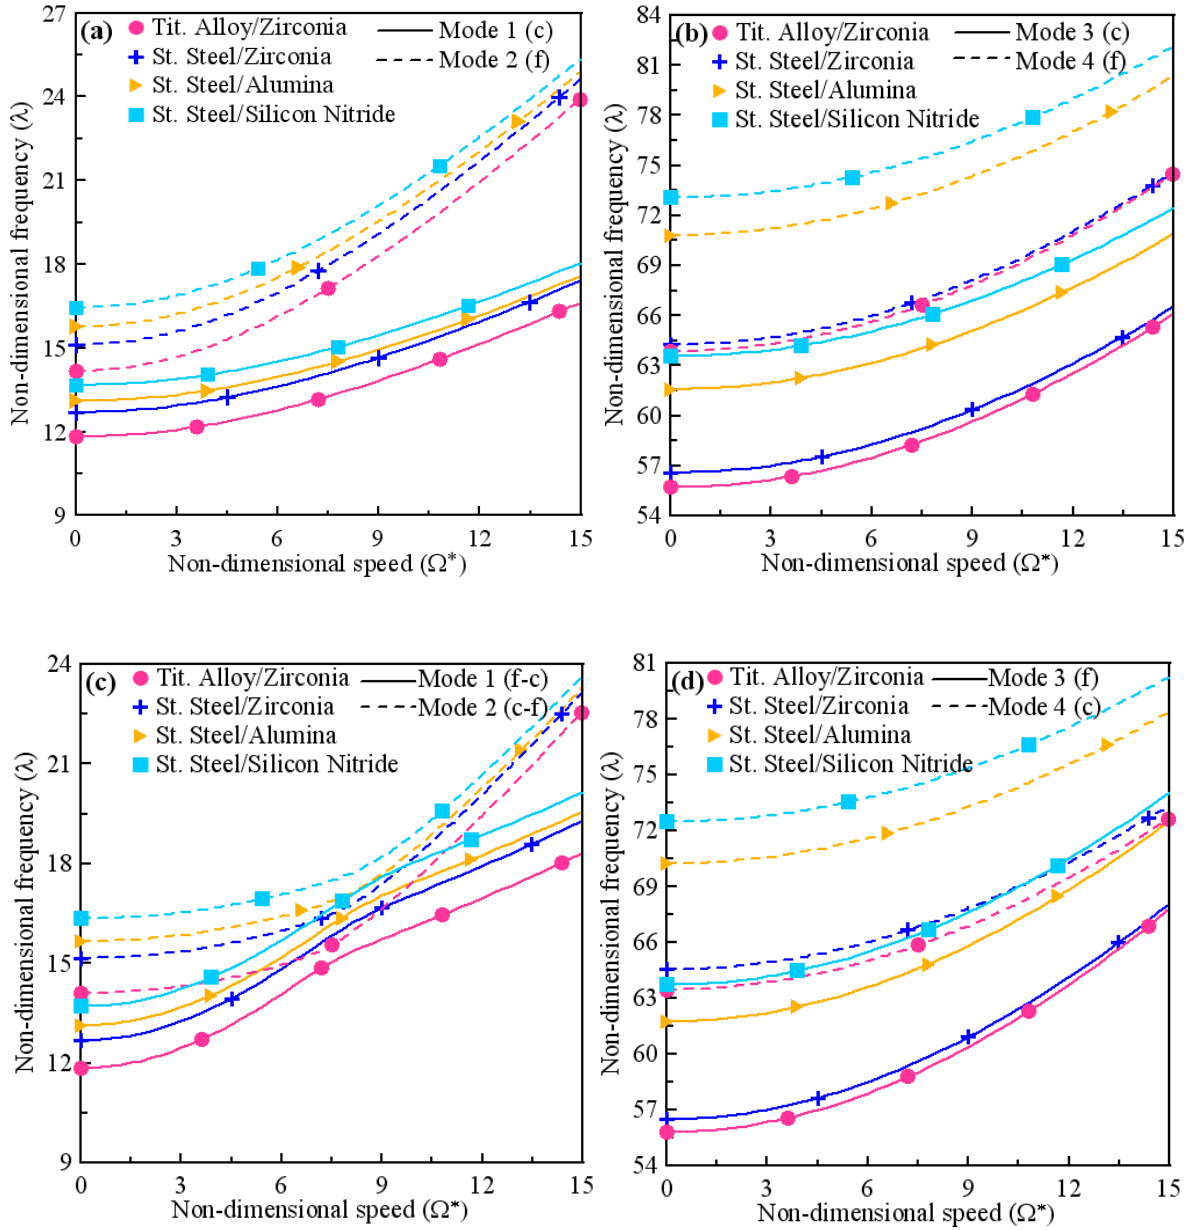 (a)
Tit. Alloy/Zirconia
St. Steel/Zirconia
St. Steel/Alumina
St. Steel/Silicon Nitride
Mode 1 (c)
Mode 2 (f)
27
24
21
18
15
12
9
Non-dimensional frequency (λ)
0 3 6 9 12 15
Non-dimensional speed (Ω*)
(b)
Tit. Alloy/Zirconia
St. Steel/Zirconia
St. Steel/Alumina
St. Steel/Silicon Nitride
Mode 3 (c)
Mode 4 (f)
84
81
78
75
72
69
66
63
60
57
54
Non-dimensional frequency (λ)
0 3 6 9 12 15
Non-dimensional speed (Ω*)
(c)
Tit. Alloy/Zirconia
St. Steel/Zirconia
St. Steel/Alumina
St. Steel/Silicon Nitride
Mode 1 (f-c)
Mode 2 (c-f)
24
21
18
15
12
9
Non-dimensional frequency (λ)
0 3 6 9 12 15
Non-dimensional speed (Ω*)
(d)
Tit. Alloy/Zirconia
St. Steel/Zirconia
St. Steel/Alumina
St. Steel/Silicon Nitride
Mode 3 (f)
Mode 4 (c)
81
78
75
72
69
66
63
60
57
54
Non-dimensional frequency (λ)
0 3 6 9 12 15
Non-dimensional speed (Ω*)